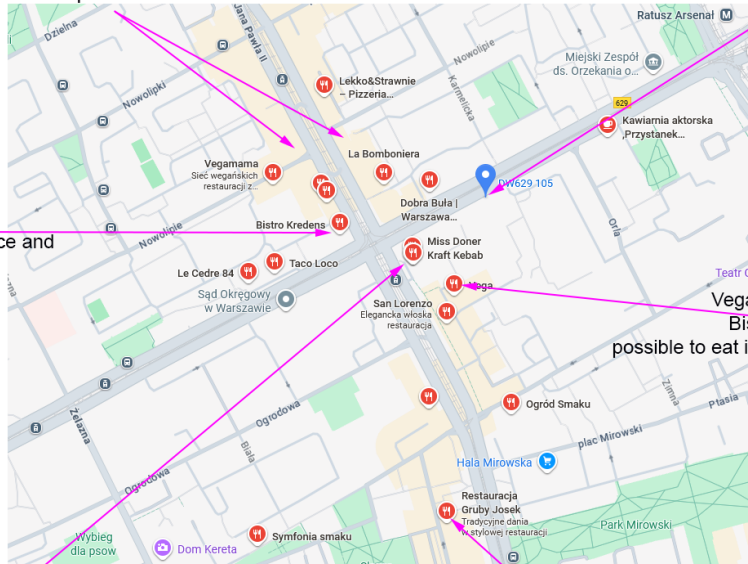 Dzielna
Jana Pawła II
Ratusz Arsenał
Nowolipie
Miejski Zespół
ds. Orzekania o...
Lekko&Strawnie
– Pizzeria...
Karmelicka
629
Nowolipki
Kawiarnia aktorska
,Przystanek...
La Bomboniera
Vegamama
Sieć wegańskich
restauracji z...
DW629 105
Dobra Buła |
Warszawa...
Bistro Kredens
Orla
ce and
Nowolipie
Miss Doner
Kraft Kebab
Taco Loco
Le Cedre 84
Teatr
Sąd Okręgowy
w Warszawie
San Lorenzo
Elegancka włoska
restauracja
possible to eat i
Zimna
Ptasia
Żelazna
Ogrodowa
Ogród Smaku
plac Mirowski
Biała
Hala Mirowska
Ogrodowa
Restauracja
Gruby Josek
Tradycyjne dania
w stylowej restauracji
Park Mirowski
Wybieg
dla psow
Dom Kereta
Symfonia smaku